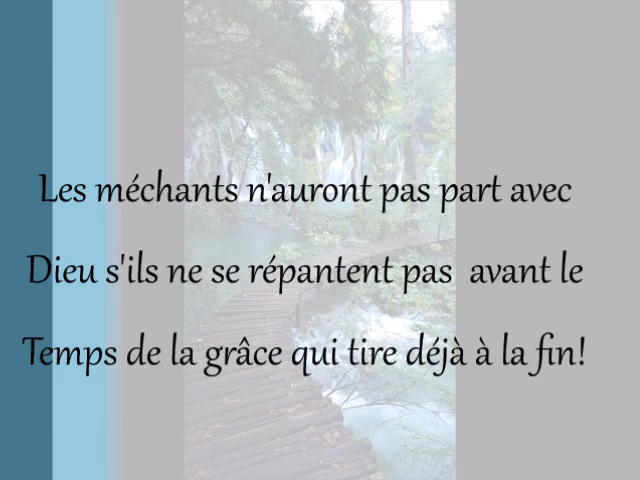 Les méchants n'auront pas part avec
Dieu s'ils ne se répantent pas avant le
Temps de la grâce qui tire déjà à la fin!